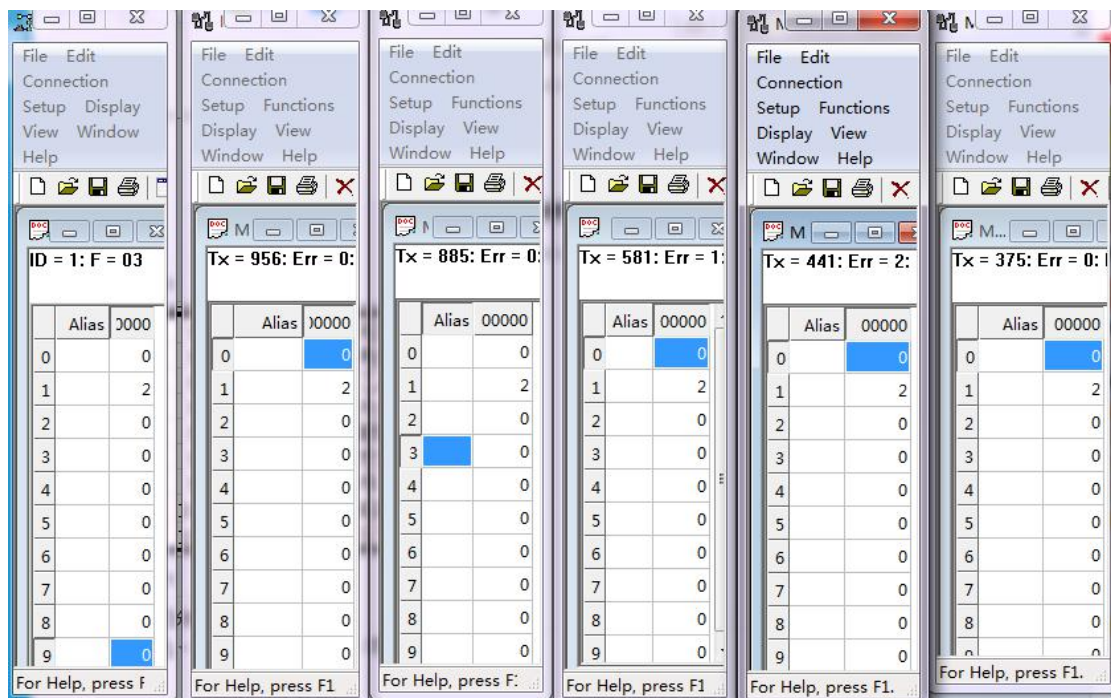 File Edit
Connection
Setup Display
View Window
Help
ID = 1: F = 03
Alias 0000
0 0
1 2
2 0
3 0
4 0
5 0
6 0
7 0
8 0
9 0
For Help, press F
File Edit
Connection
Setup Functions
Display View
Window Help
M
Tx = 956: Err = 0:
Alias 00000
0 0
1 2
2 0
3 0
4 0
5 0
6 0
7 0
8 0
9 0
For Help, press F1
File Edit
Connection
Setup Functions
Display View
Window Help
Tx = 885: Err = 0:
Alias 00000
0 0
1 2
2 0
3 0
4 0
5 0
6 0
7 0
8 0
9 0
For Help, press F
File Edit
Connection
Setup Functions
Display View
Window Help
Tx = 581: Err = 1:
Alias 00000
0 0
1 2
2 0
3 0
4 0
5 0
6 0
7 0
8 0
9 0
For Help, press F1
File Edit
Connection
Setup Functions
Display View
Window Help
M
Tx = 441: Err = 2:
Alias 00000
0 0
1 2
2 0
3 0
4 0
5 0
6 0
7 0
8 0
9 0
For Help, press F1.
File Edit
Connection
Setup Functions
Display View
Window Help
M...
Tx = 375: Err = 0:
Alias 00000
0 0
1 2
2 0
3 0
4 0
5 0
6 0
7 0
8 0
0
For Help, press F1.